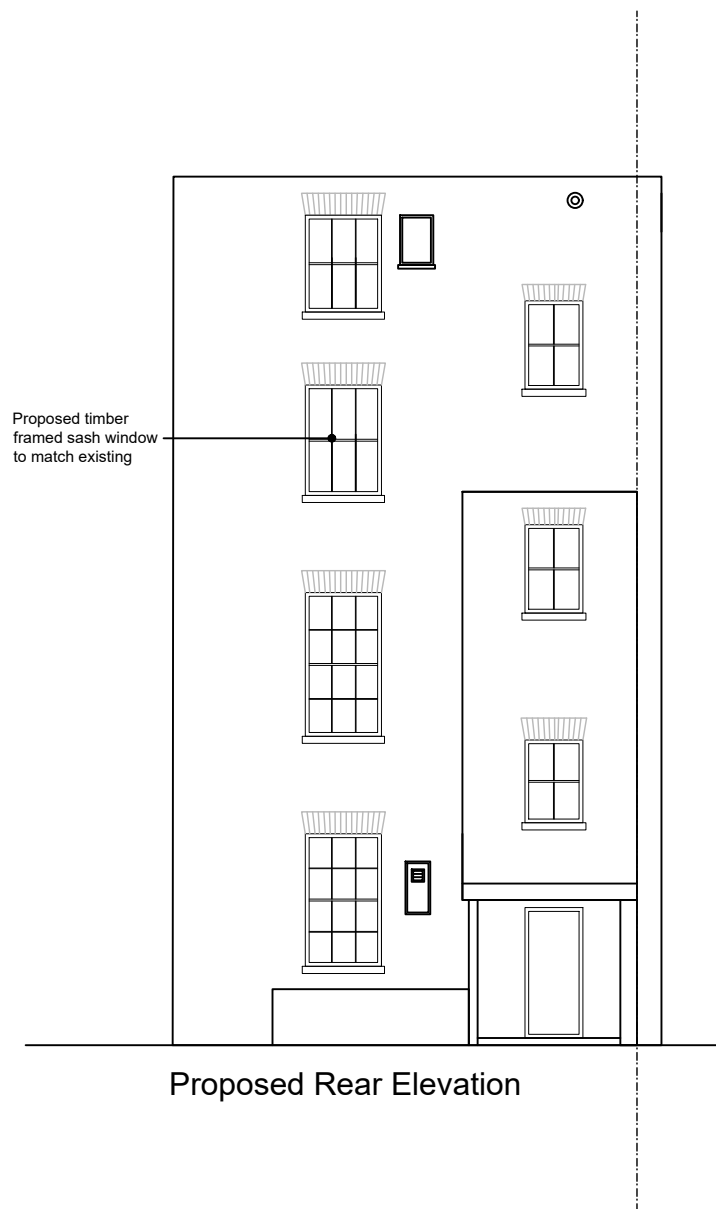 Proposed timber
framed sash window
to match existing
Proposed Rear Elevation